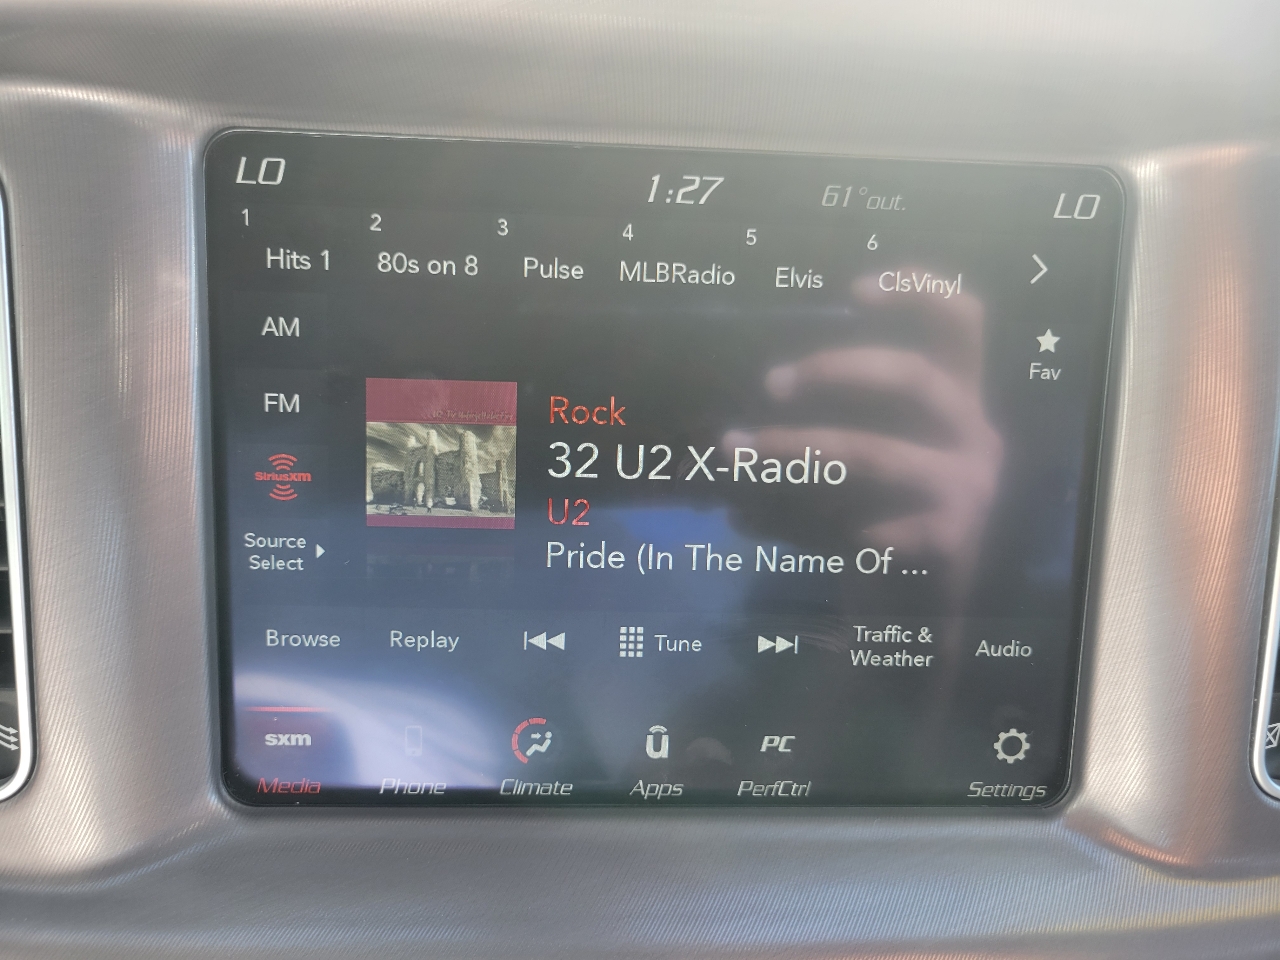 LO
1:27
61°out.
LO
1 2 3 4 5 6
Hits 1 80s on 8 Pulse MLBRadio Elvis ClsVinyl
AM
Fav
FM
Rock
32 U2 X-Radio
SiriusXm
U2
Source
Select
Pride (In The Name Of ...
Browse
Replay
Tune
Traffic &
Weather
Audio
sxm
u
PC
Media
Phone
Climate
Apps
PerfCtrl
Settings